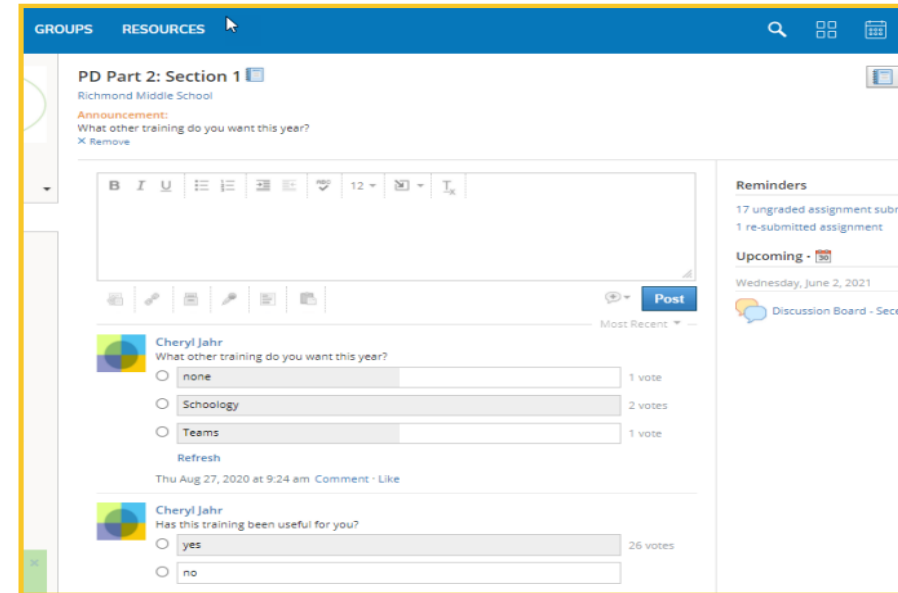 GROUPS RESOURCES
PD Part 2: Section 1
Richmond Middle School
Announcement:
What other training do you want this year?
× Remove
B I U ABC 12 Tx
Post
Most Recent
Cheryl Jahr
What other training do you want this year?
none 1 vote
Schoology 2 votes
Teams 1 vote
Refresh
Thu Aug 27, 2020 at 9:24 am Comment · Like
Cheryl Jahr
Has this training been useful for you?
yes 26 votes
no
Reminders
17 ungraded assignment
1 re-submitted assignment
Upcoming · 30
Wednesday, June 2, 2021
Discussion Board -